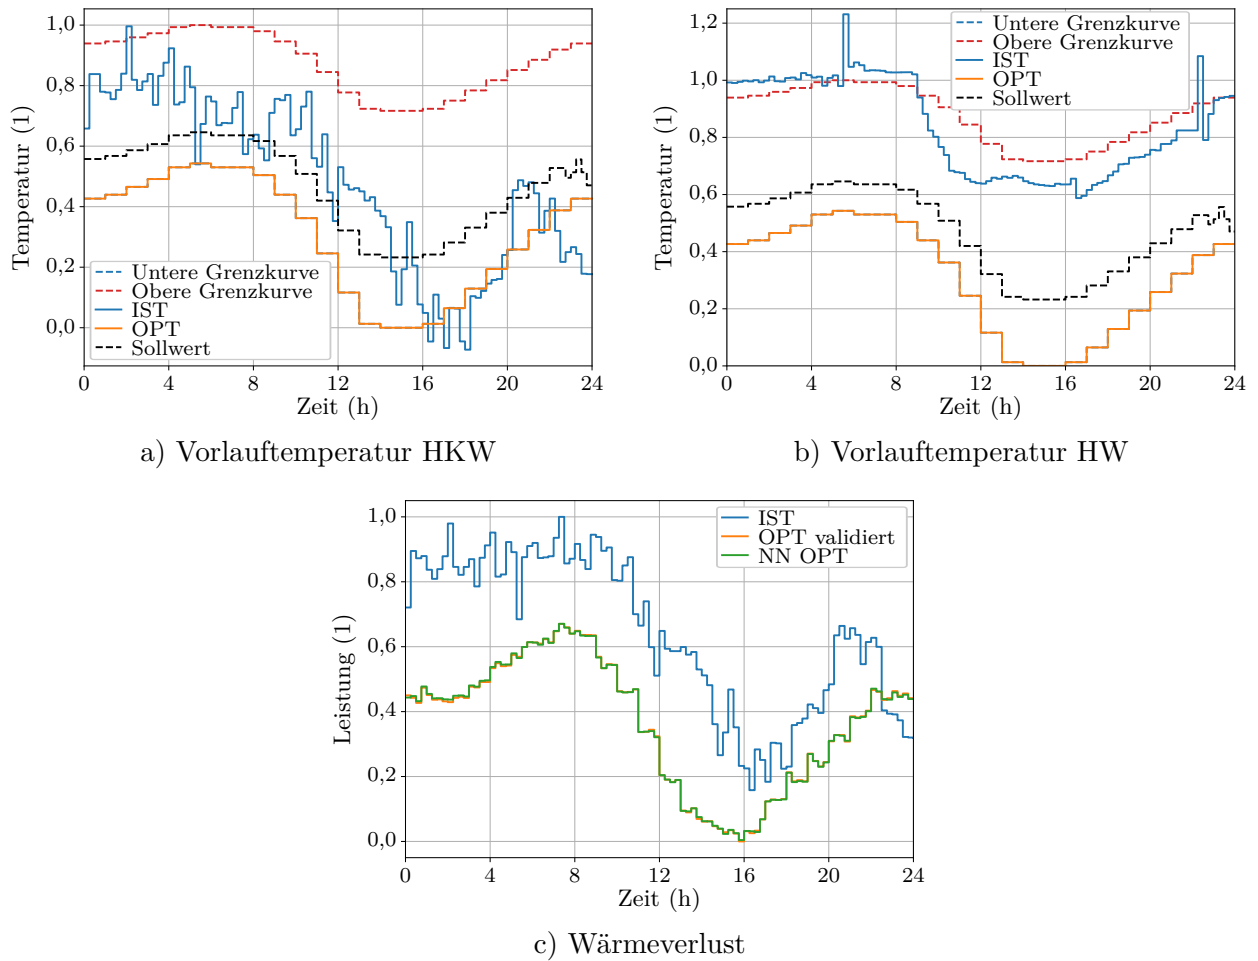 1,0
0,8
0,6
0,4
0,2
0,0
Temperatur (1)
Untere Grenzkurve
Obere Grenzkurve
IST
OPT
Sollwert
0 4 8 12 16 20 24
Zeit (h)
a) Vorlauftemperatur HKW
1,2
1,0
0,8
0,6
0,4
0,2
0,0
Temperatur (1)
Untere Grenzkurve
Obere Grenzkurve
IST
OPT
Sollwert
0 4 8 12 16 20 24
Zeit (h)
b) Vorlauftemperatur HW
1,0
0,8
0,6
0,4
0,2
0,0
Leistung (1)
IST
OPT validiert
NN OPT
0 4 8 12 16 20 24
Zeit (h)
c) Wärmeverlust